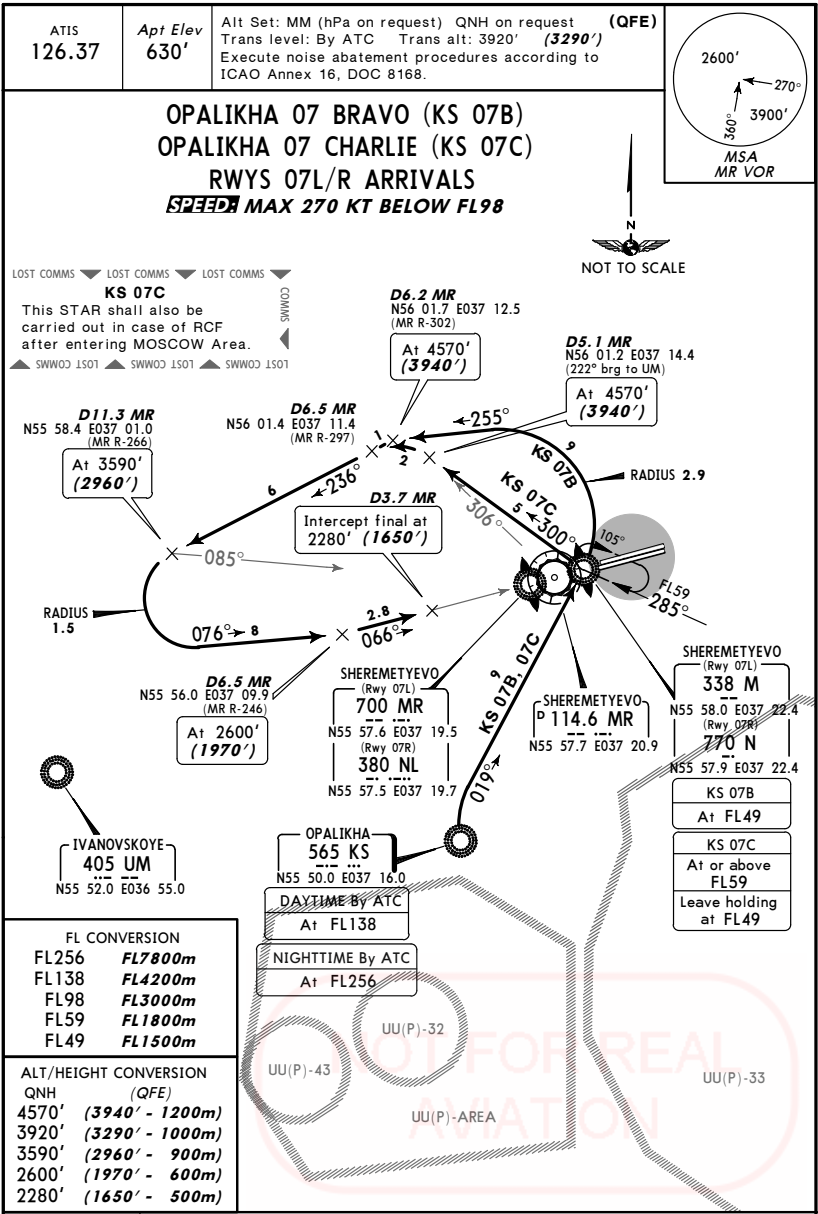 ATIS
126.37
Apt Elev
630'
Alt Set: MM (hPa on request) QNH on request (QFE)
Trans level: By ATC Trans alt: 3920' (3290')
Execute noise abatement procedures according to
ICAO Annex 16, DOC 8168.
2600'
270°
3900'
360°
MSA
MR VOR
OPALIKHA 07 BRAVO (KS 07B)
OPALIKHA 07 CHARLIE (KS 07C)
RWYS 07L/R ARRIVALS
SPEED: MAX 270 KT BELOW FL98
N
NOT TO SCALE
LOST COMMS LOST COMMS LOST COMMS
COMMS
KS 07C
This STAR shall also be
carried out in case of RCF
after entering MOSCOW Area.
LOST COMMS LOST COMMS LOST COMMS LOST
D6.2 MR
N56 01.7 E037 12.5
(MR R-302)
At 4570'
(3940')
D5.1 MR
N56 01.2 E037 14.4
(222° brg to UM)
At 4570'
(3940')
D6.5 MR
N56 01.4 E037 11.4
(MR R-297)
D11.3 MR
N55 58.4 E037 01.0
(MR R-266)
At 3590'
(2960')
255°
1
2
9
KS 07B
RADIUS 2.9
6
236°
KS 07C
5
300°
306°
D3.7 MR
Intercept final at
2280' (1650')
085°
105°
FL59
285°
RADIUS
1.5
076°
8
2.8
066°
D6.5 MR
N55 56.0 E037 09.9
(MR R-246)
At 2600'
(1970')
SHEREMETYEVO
(Rwy 07L)
700 MR
N55 57.6 E037 19.5
(Rwy 07R)
380 NL
N55 57.5 E037 19.7
9
KS 07B, 07C
019°
SHEREMETYEVO
D 114.6 MR
N55 57.7 E037 20.9
SHEREMETYEVO
(Rwy 07L)
338 M
N55 58.0 E037 22.4
(Rwy 07R)
770 N
N55 57.9 E037 22.4
KS 07B
At FL49
KS 07C
At or above
FL59
Leave holding
at FL49
IVANOVSKOYE
405 UM
N55 52.0 E036 55.0
OPALIKHA
565 KS
N55 50.0 E037 16.0
DAYTIME By ATC
At FL138
NIGHTTIME By ATC
At FL256
FL CONVERSION
FL256 FL7800m
FL138 FL4200m
FL98 FL3000m
FL59 FL1800m
FL49 FL1500m
ALT/HEIGHT CONVERSION
QNH (QFE)
4570' (3940' - 1200m)
3920' (3290' - 1000m)
3590' (2960' - 900m)
2600' (1970' - 600m)
2280' (1650' - 500m)
UU(P)-32
UU(P)-43
UU(P)-AREA
UU(P)-33
NOT FOR REAL
AVIATION